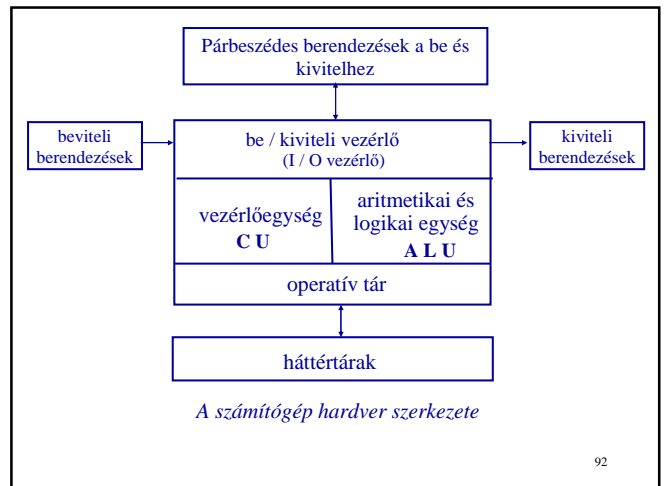 Párbeszédes berendezések a be és
kivitelhez
beviteli
berendezések
be / kiviteli vezérlő
(I / O vezérlő)
kiviteli
berendezések
vezérlőegység
C U
aritmetikai és
logikai egység
A L U
operatív tár
háttértárak
A számítógép hardver szerkezete
92